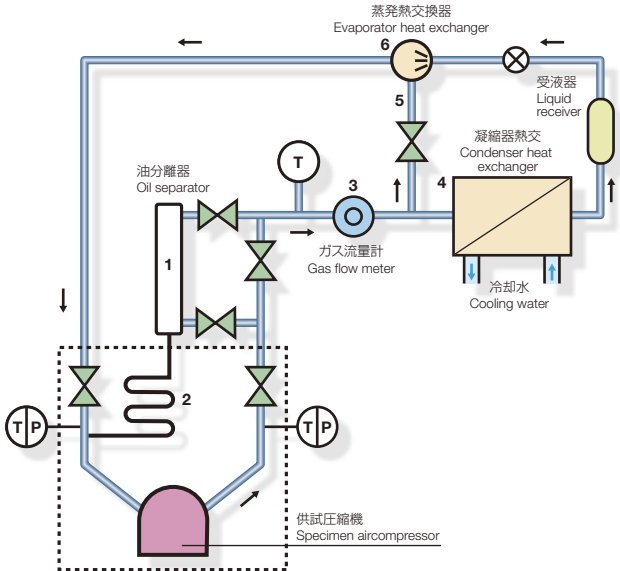 蒸発熱交換器
Evaporator heat exchanger
6
受液器
Liquid
receiver
5
凝縮器熱交
Condenser heat
exchanger
4
T
3
油分離器
Oil separator
ガス流量計
Gas flow meter
1
冷却水
Cooling water
2
T P
T P
供試圧縮機
Specimen aircompressor